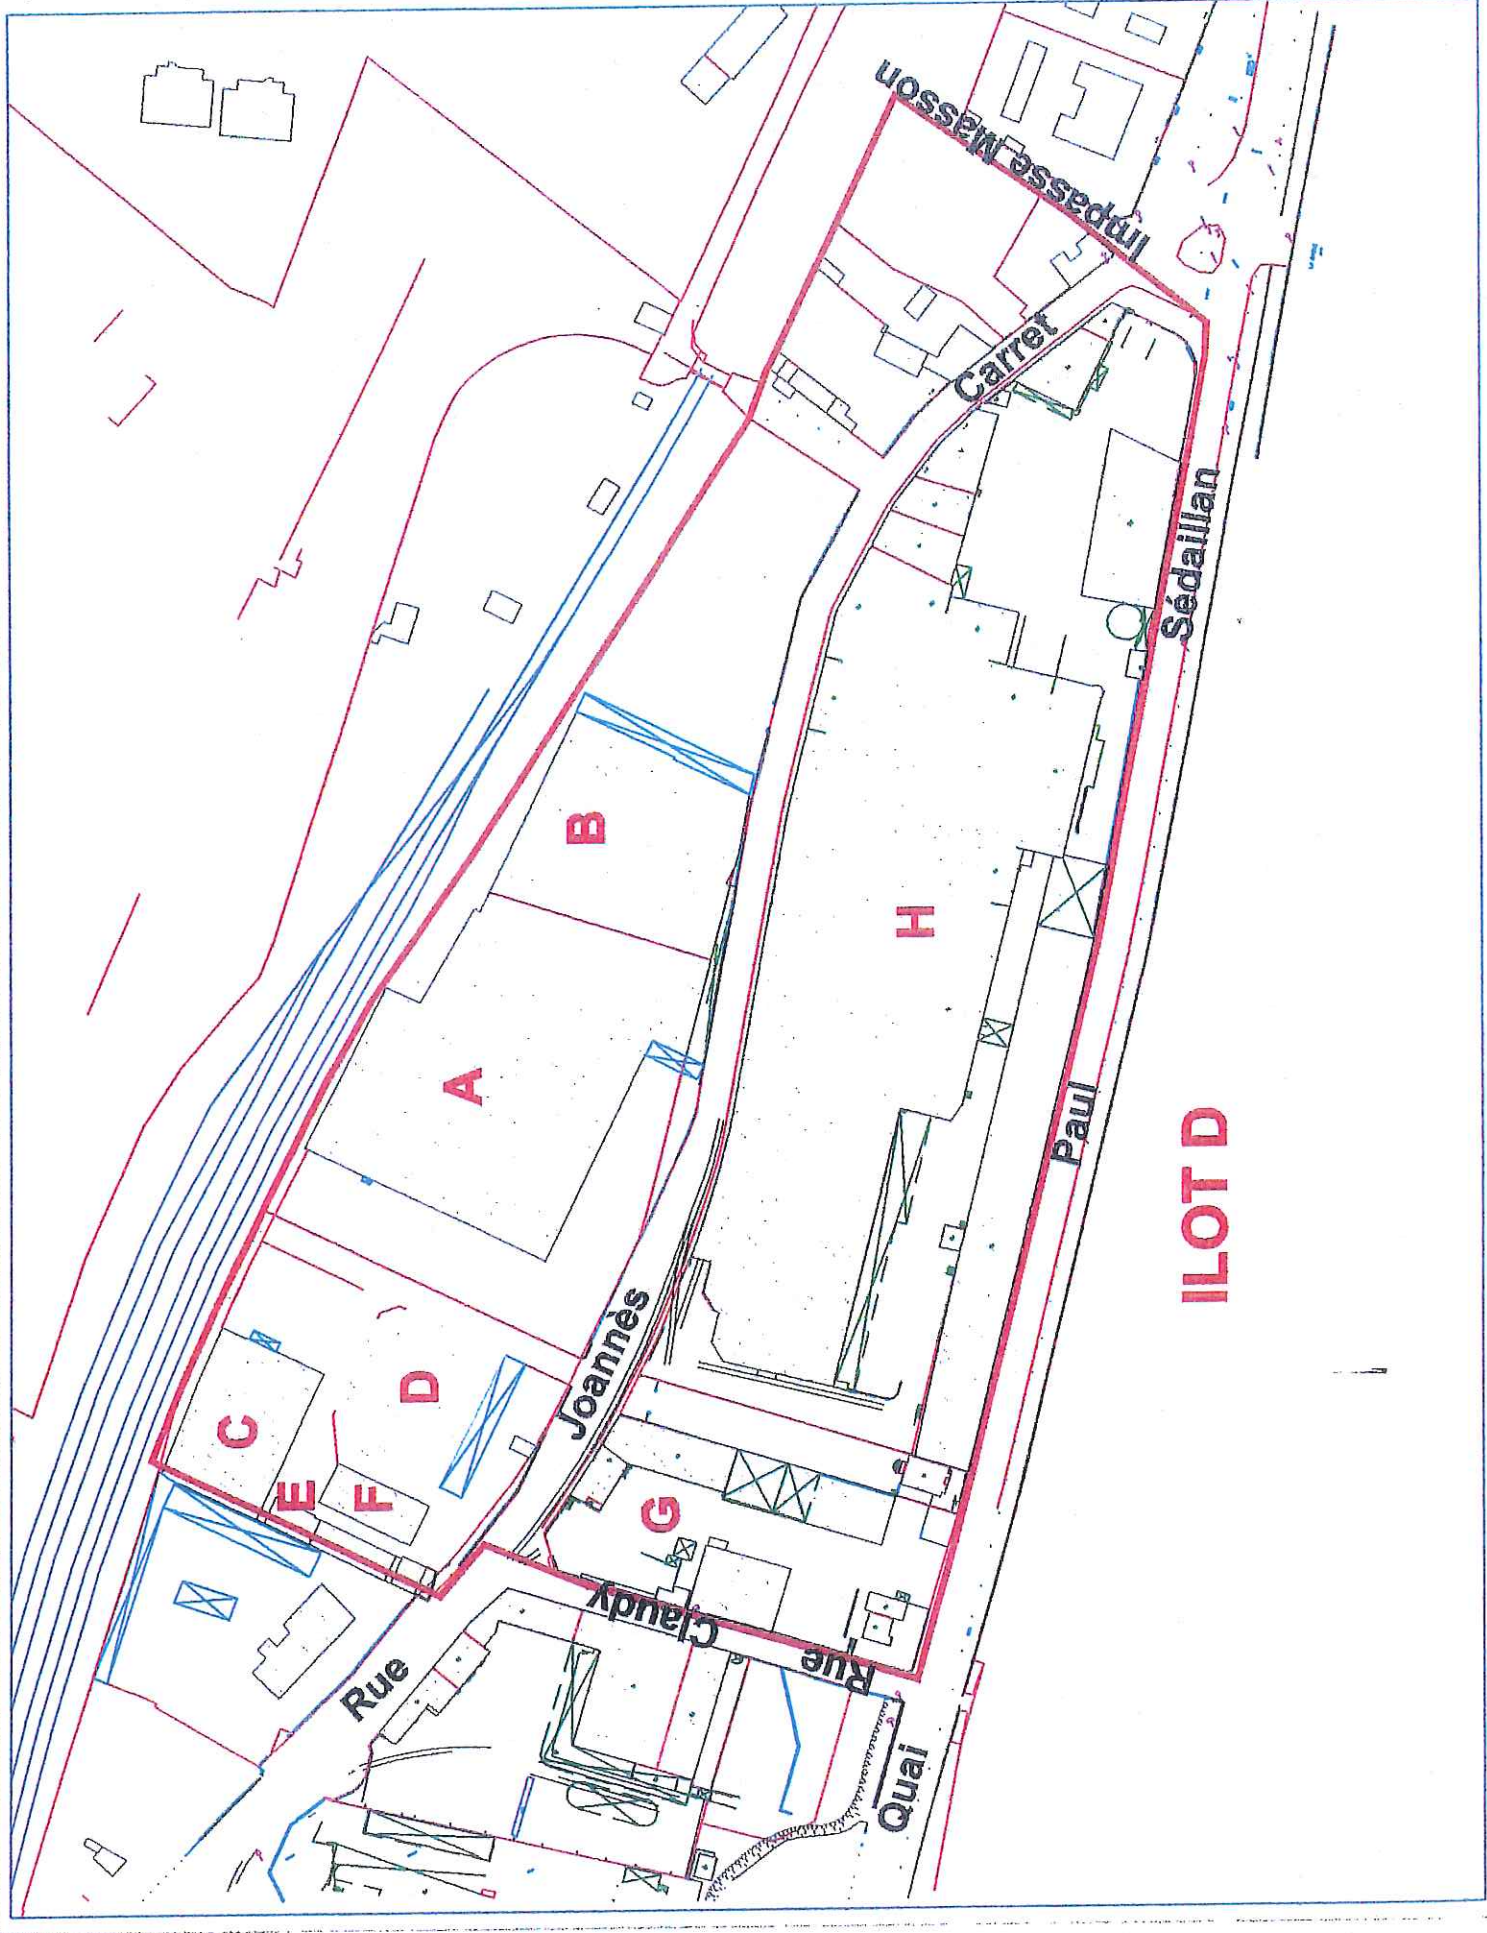 Impasse Masson
Rue Joannès Carret
A
B
C
D
E
F
G
H
Rue Claudy
Quai Paul Sédaillan
ILOT D